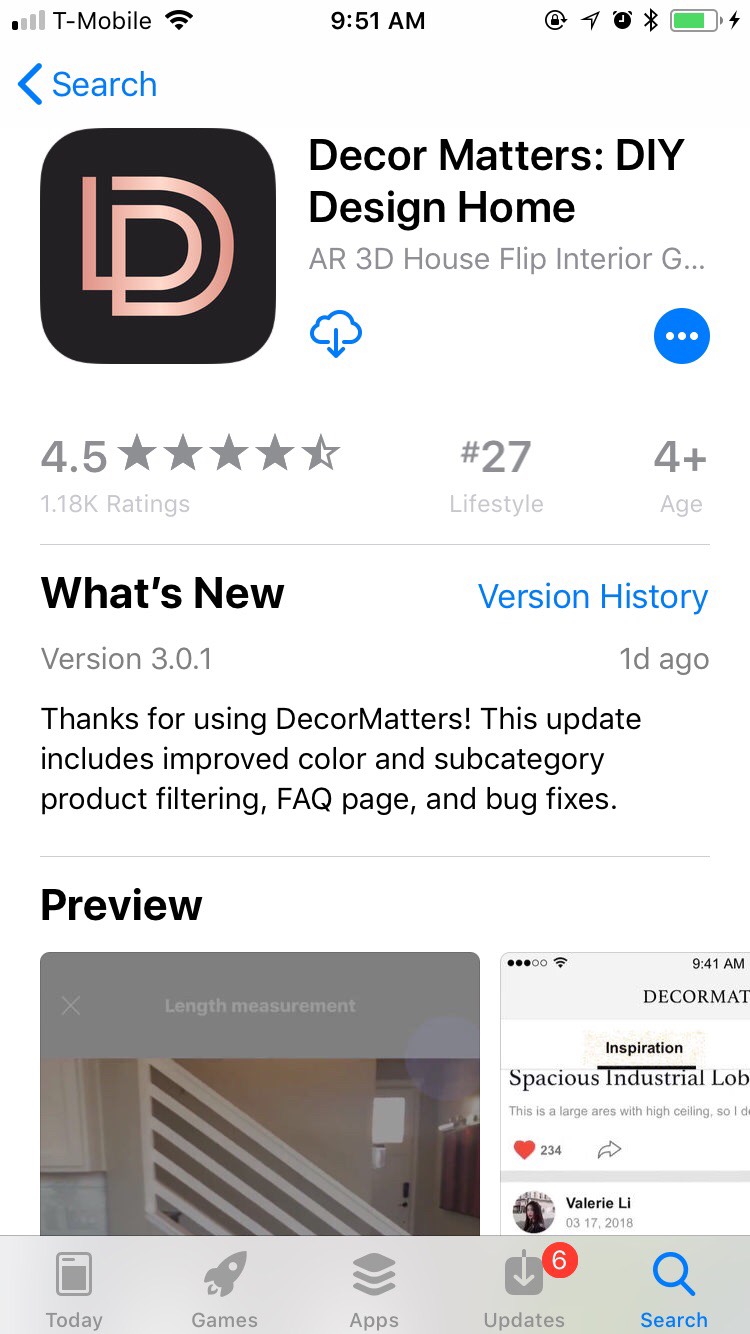 T-Mobile 9:51 AM
Search
Decor Matters: DIY
Design Home
AR 3D House Flip Interior G...
4.5 #27 4+
1.18K Ratings Lifestyle Age
What's New Version History
Version 3.0.1 1d ago
Thanks for using DecorMatters! This update
includes improved color and subcategory
product filtering, FAQ page, and bug fixes.
Preview
Length measurement
9:41 AM
DECORMAT
Inspiration
Spacious Industrial Lob
This is a large ares with high ceiling, so I de
234
Valerie Li
03 17, 2018
6
Today Games Apps Updates Search